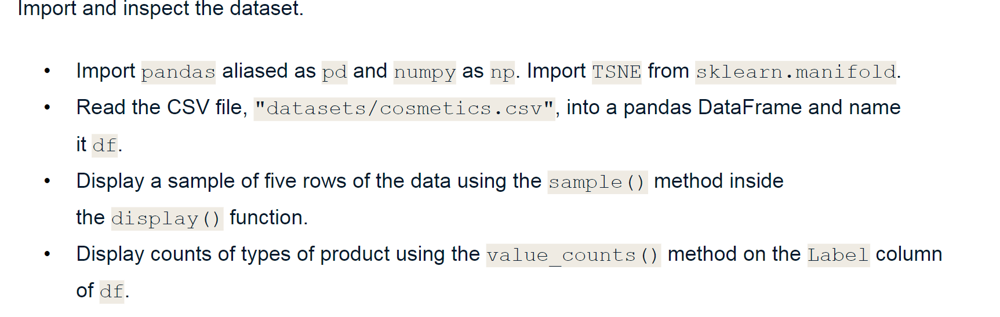 Import and inspect the dataset.
• Import pandas aliased as pd and numpy as np. Import TSNE from sklearn.manifold.
• Read the CSV file, "datasets/cosmetics.csv", into a pandas DataFrame and name
it df.
• Display a sample of five rows of the data using the sample() method inside
the display() function.
• Display counts of types of product using the value_counts() method on the Label column
of df.